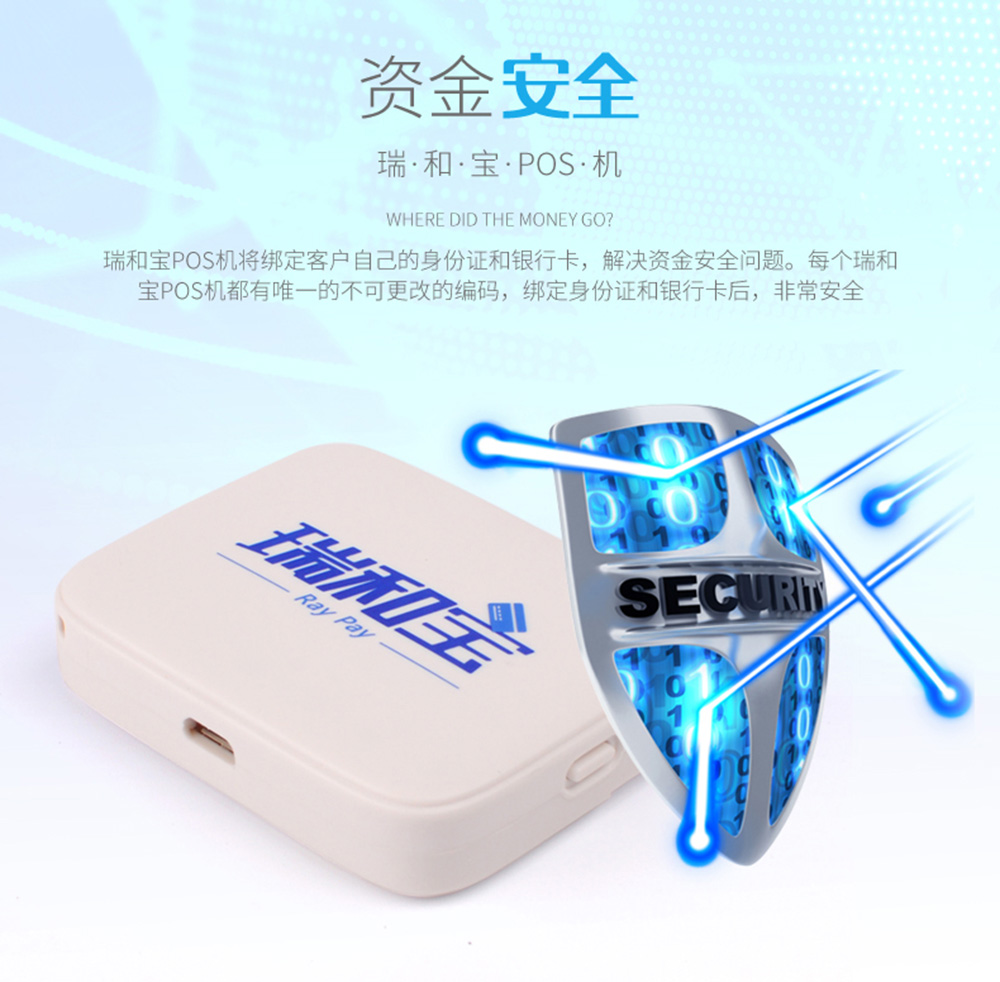 资金安全
瑞·和·宝·POS·机
WHERE DID THE MONEY GO?
瑞和宝POS机将绑定客户自己的身份证和银行卡，解决资金安全问题。每个瑞和
宝POS机都有唯一的不可更改的编码，绑定身份证和银行卡后，非常安全
瑞和宝
Ray Pay
SECURITY